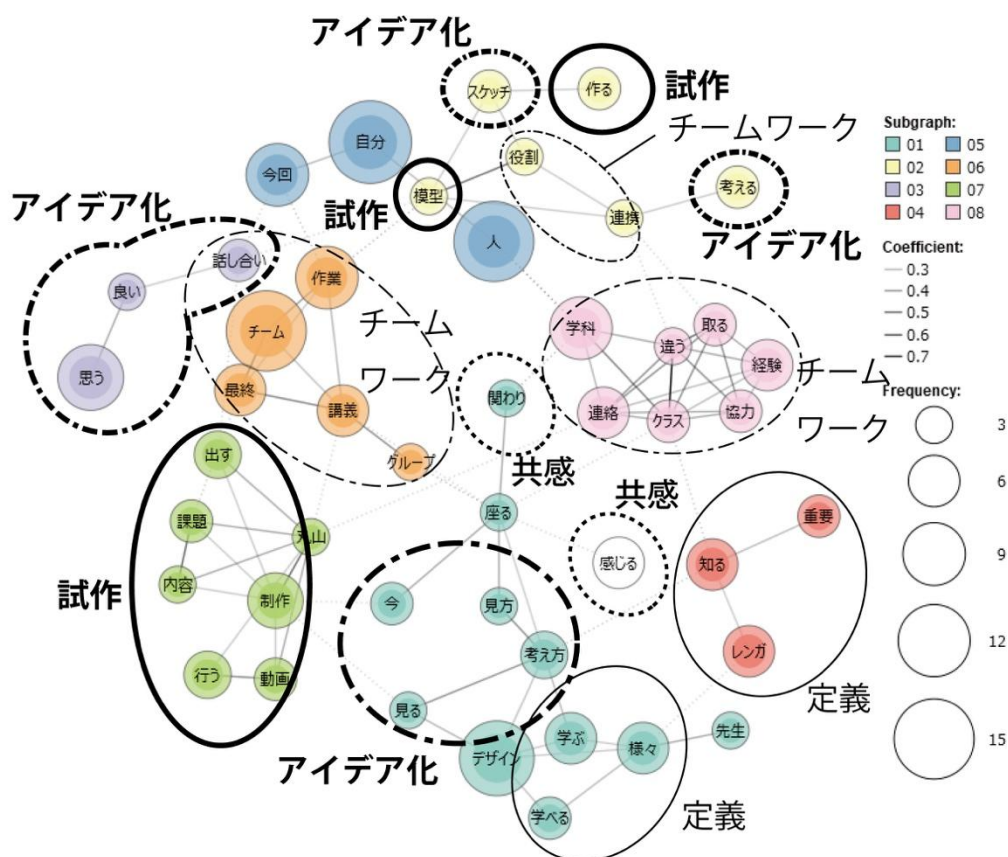 アイデア化
スケッチ
作る
試作
チームワーク
自分
役割
今回
模型
考える
連携
試作
アイデア化
アイデア化
人
話し合い
良い
作業
チーム
チーム
ワーク
思う
最終
講義
グループ
学科
取る
違う
経験
連絡
クラス
協力
チーム
ワーク
関わり
共感
共感
座る
感じる
出す
課題
丸山
内容
制作
行う
動画
試作
今
見方
考え方
見る
デザイン
アイデア化
学ぶ
様々
先生
学べる
定義
重要
知る
レンガ
定義
Subgraph:
01 05
02 06
03 07
04 08
Coefficient:
0.3
0.4
0.5
0.6
0.7
Frequency:
3
6
9
12
15